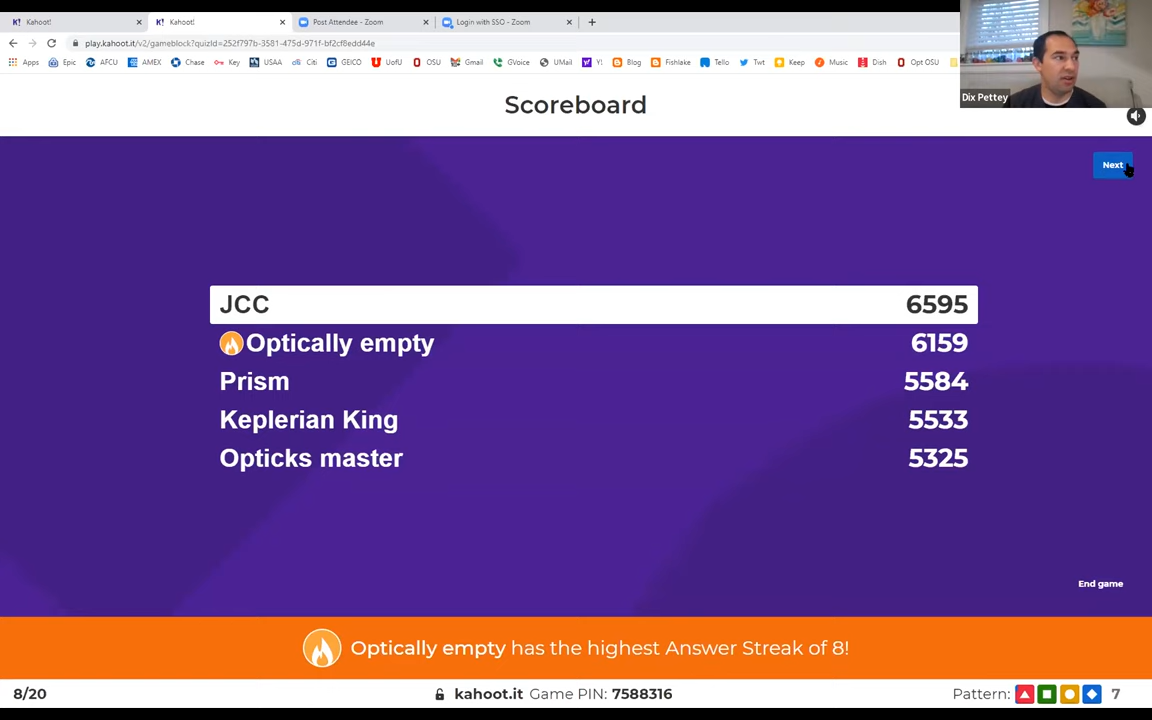 Kahoot!
Kahoot!
Post Attendee - Zoom
Login with SSO - Zoom
play.kahoot.it/v2/gameblock?quizId=252f797b-3581-475d-971f-bf2cf8edd44e
Apps Epic AFCU AMEX Chase Key USAA Citi GEICO UofU OSU Gmail GVoice UMail Y! Blog Fishlake Tello Twt Keep Music Dish Opt OSU
Dix Pettey
Scoreboard
Next
JCC 6595
Optically empty 6159
Prism 5584
Keplerian King 5533
Opticks master 5325
End game
Optically empty has the highest Answer Streak of 8!
8/20
kahoot.it Game PIN: 7588316
Pattern: 7